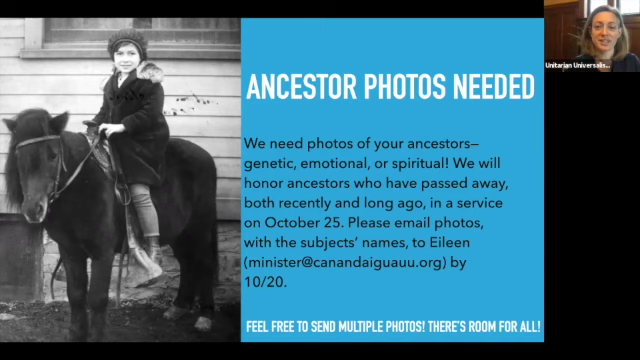 ANCESTOR PHOTOS NEEDED
We need photos of your ancestors—
genetic, emotional, or spiritual! We will
honor ancestors who have passed away,
both recently and long ago, in a service
on October 25. Please email photos,
with the subjects' names, to Eileen
(minister@canandaiguauu.org) by
10/20.
FEEL FREE TO SEND MULTIPLE PHOTOS! THERE'S ROOM FOR ALL!
Unitarian Universalis...